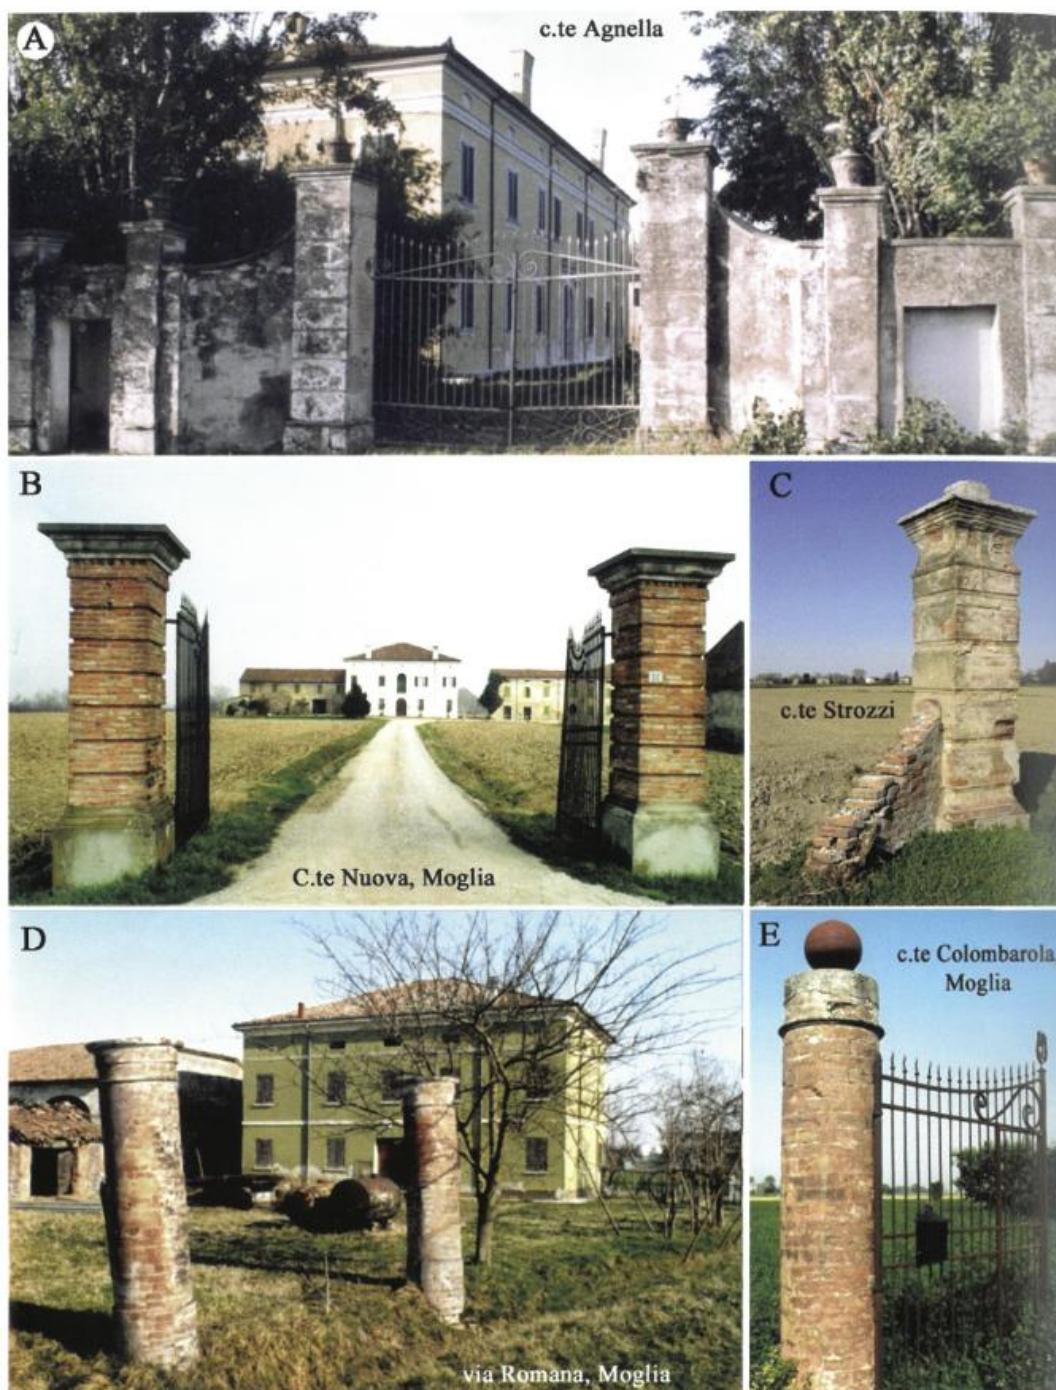 A
c.te Agnella
B
C.te Nuova, Moglia
C
c.te Strozzi
D
via Romana, Moglia
E
c.te Colombarola
Moglia